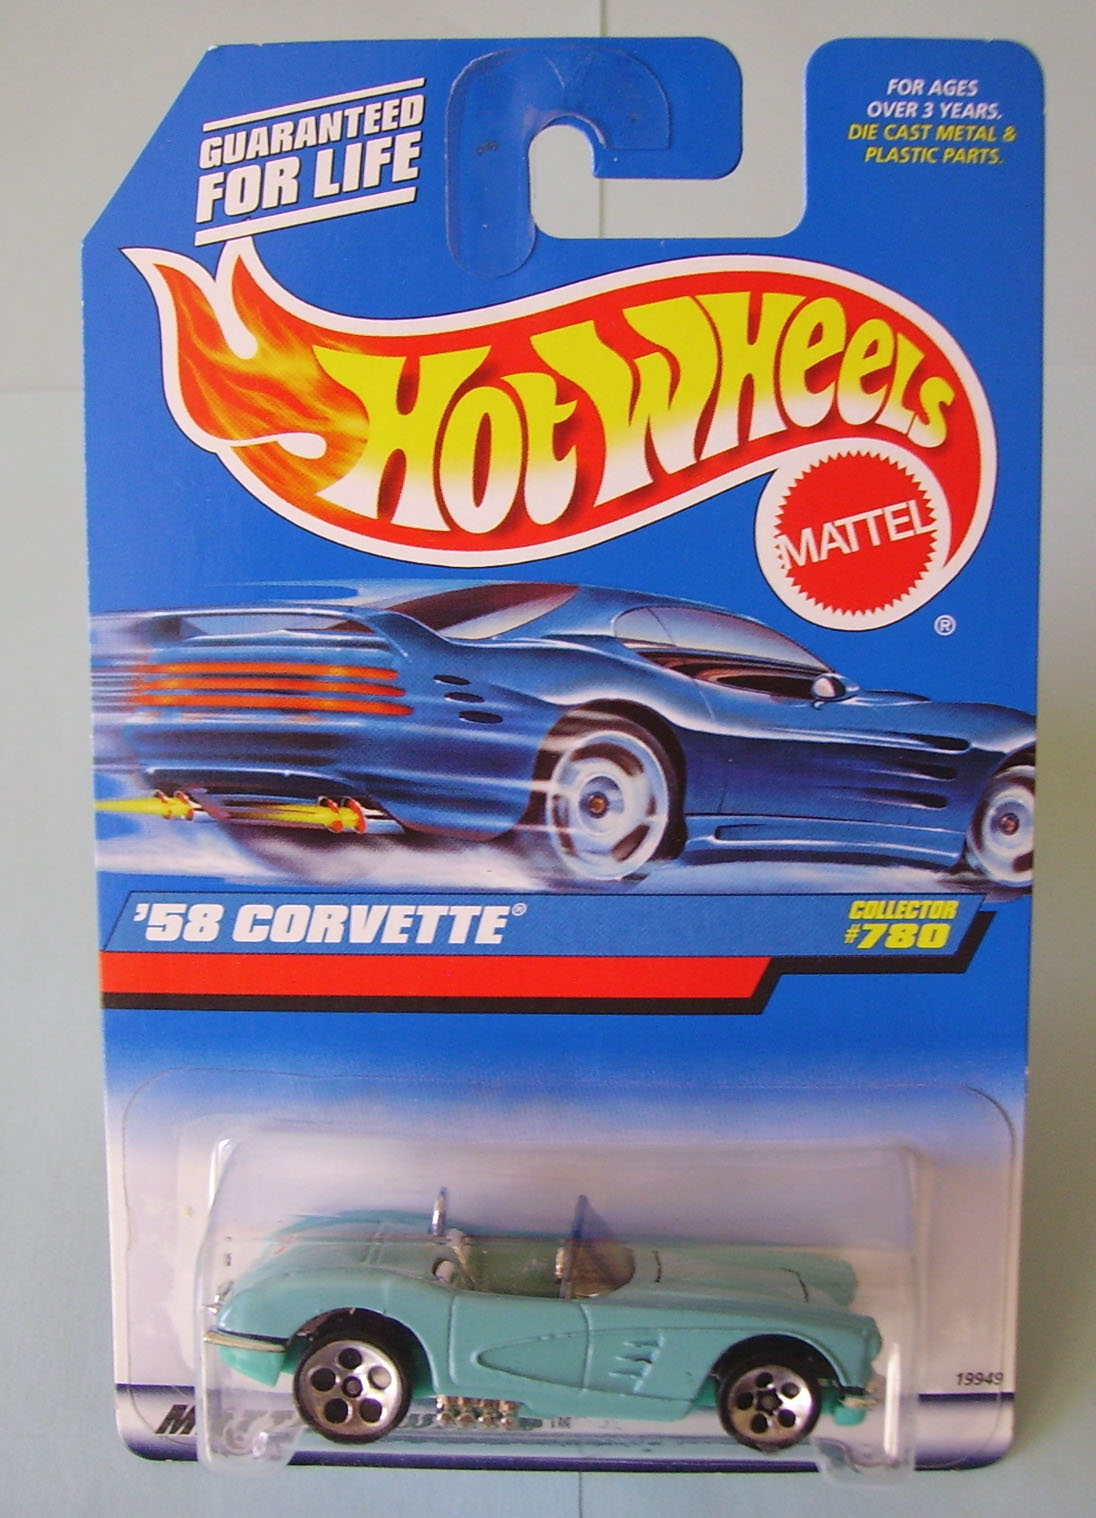 GUARANTEED
FOR LIFE
FOR AGES
OVER 3 YEARS.
DIE CAST METAL &
PLASTIC PARTS.
HOT WHEELS
MATTEL
®
'58 CORVETTE®
COLLECTOR
#780
19949